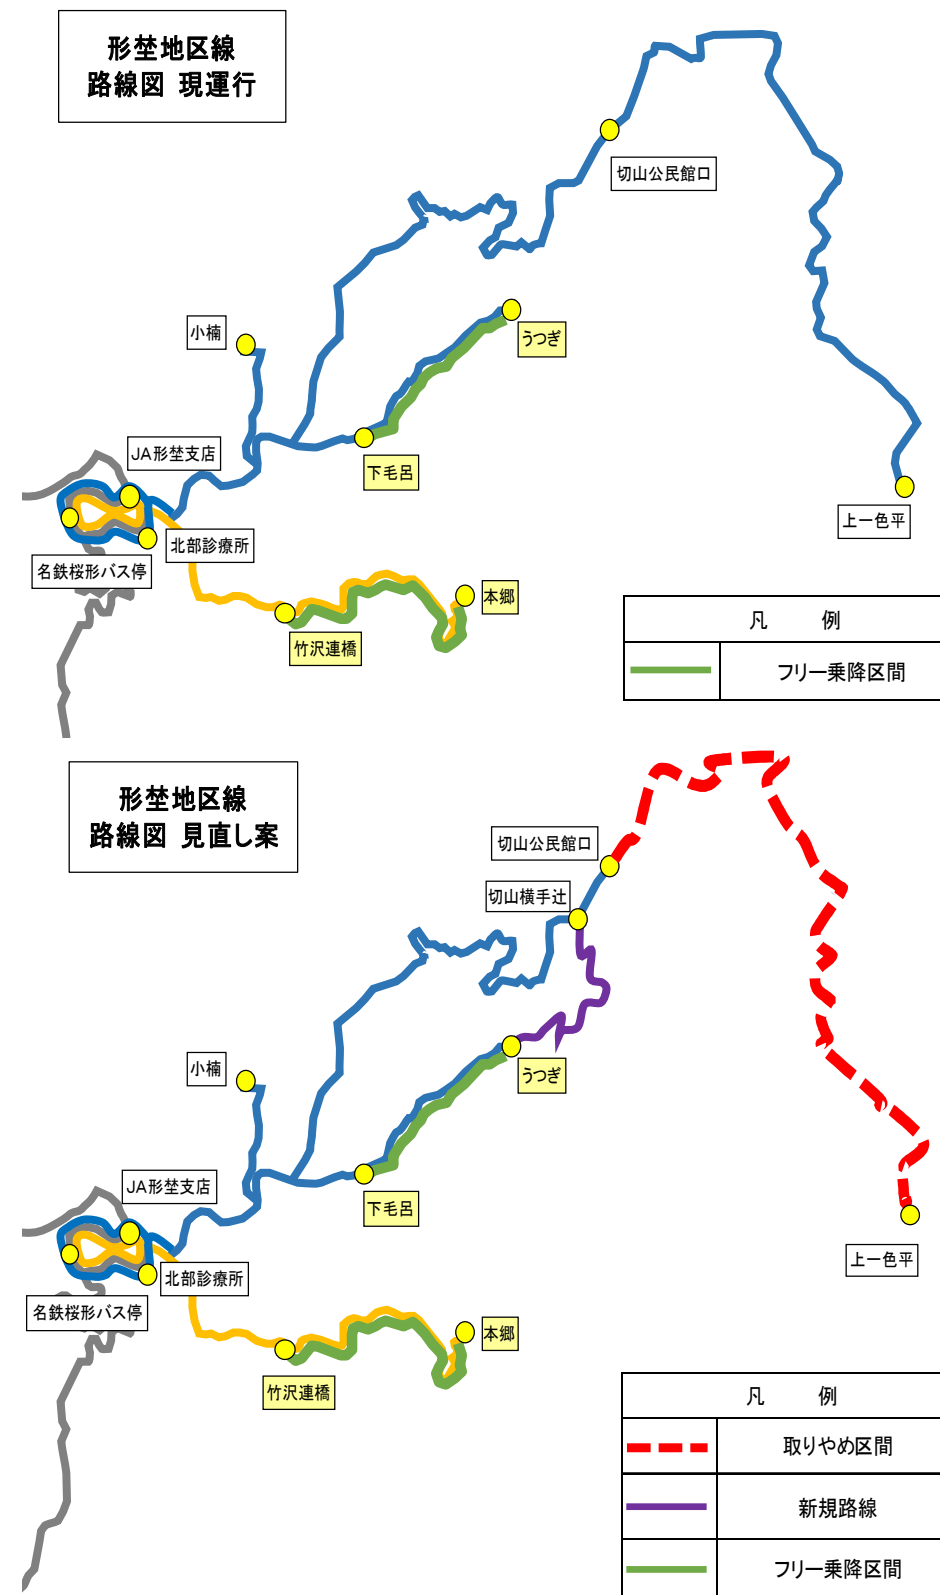 形埜地区線
路線図 現運行
切山公民館口
小楠
うつぎ
JA形埜支店
下毛呂
上一色平
北部診療所
名鉄桜形バス停
本郷
竹沢連橋
凡 例
フリー乗降区間
形埜地区線
路線図 見直し案
切山公民館口
切山横手辻
小楠
うつぎ
JA形埜支店
下毛呂
上一色平
北部診療所
名鉄桜形バス停
本郷
竹沢連橋
凡 例
取りやめ区間
新規路線
フリー乗降区間